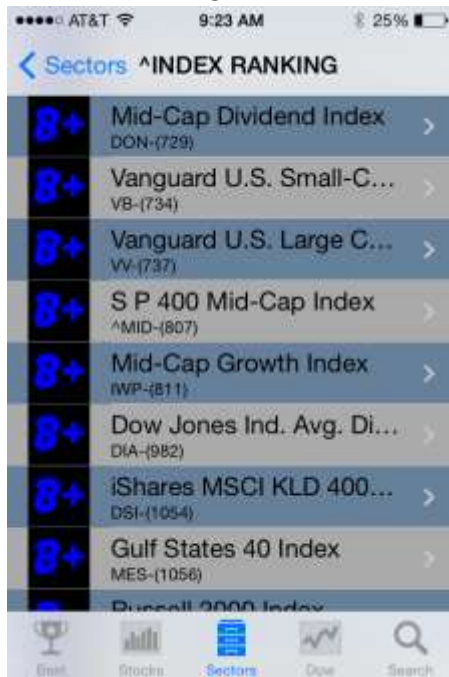 AT&T 9:23 AM 25%
Sectors ^INDEX RANKING
B+ Mid-Cap Dividend Index
DON-(729)
B+ Vanguard U.S. Small-C...
VB-(734)
B+ Vanguard U.S. Large C...
VV-(737)
B+ S P 400 Mid-Cap Index
^MID-(807)
B+ Mid-Cap Growth Index
IWP-(811)
B+ Dow Jones Ind. Avg. Di...
DIA-(982)
B+ iShares MSCI KLD 400...
DSI-(1054)
B+ Gulf States 40 Index
MES-(1056)
Russell 2000 Index
Best Stocks Sectors Dow Search